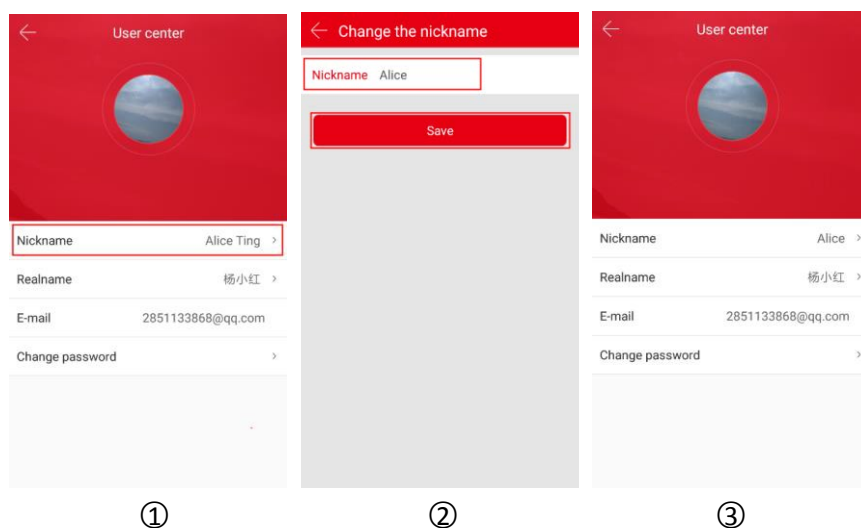 User center
Nickname Alice Ting >
Realname 杨小红 >
E-mail 2851133868@qq.com
Change password >
①
Change the nickname
Nickname Alice
Save
②
User center
Nickname Alice >
Realname 杨小红 >
E-mail 2851133868@qq.com
Change password >
③